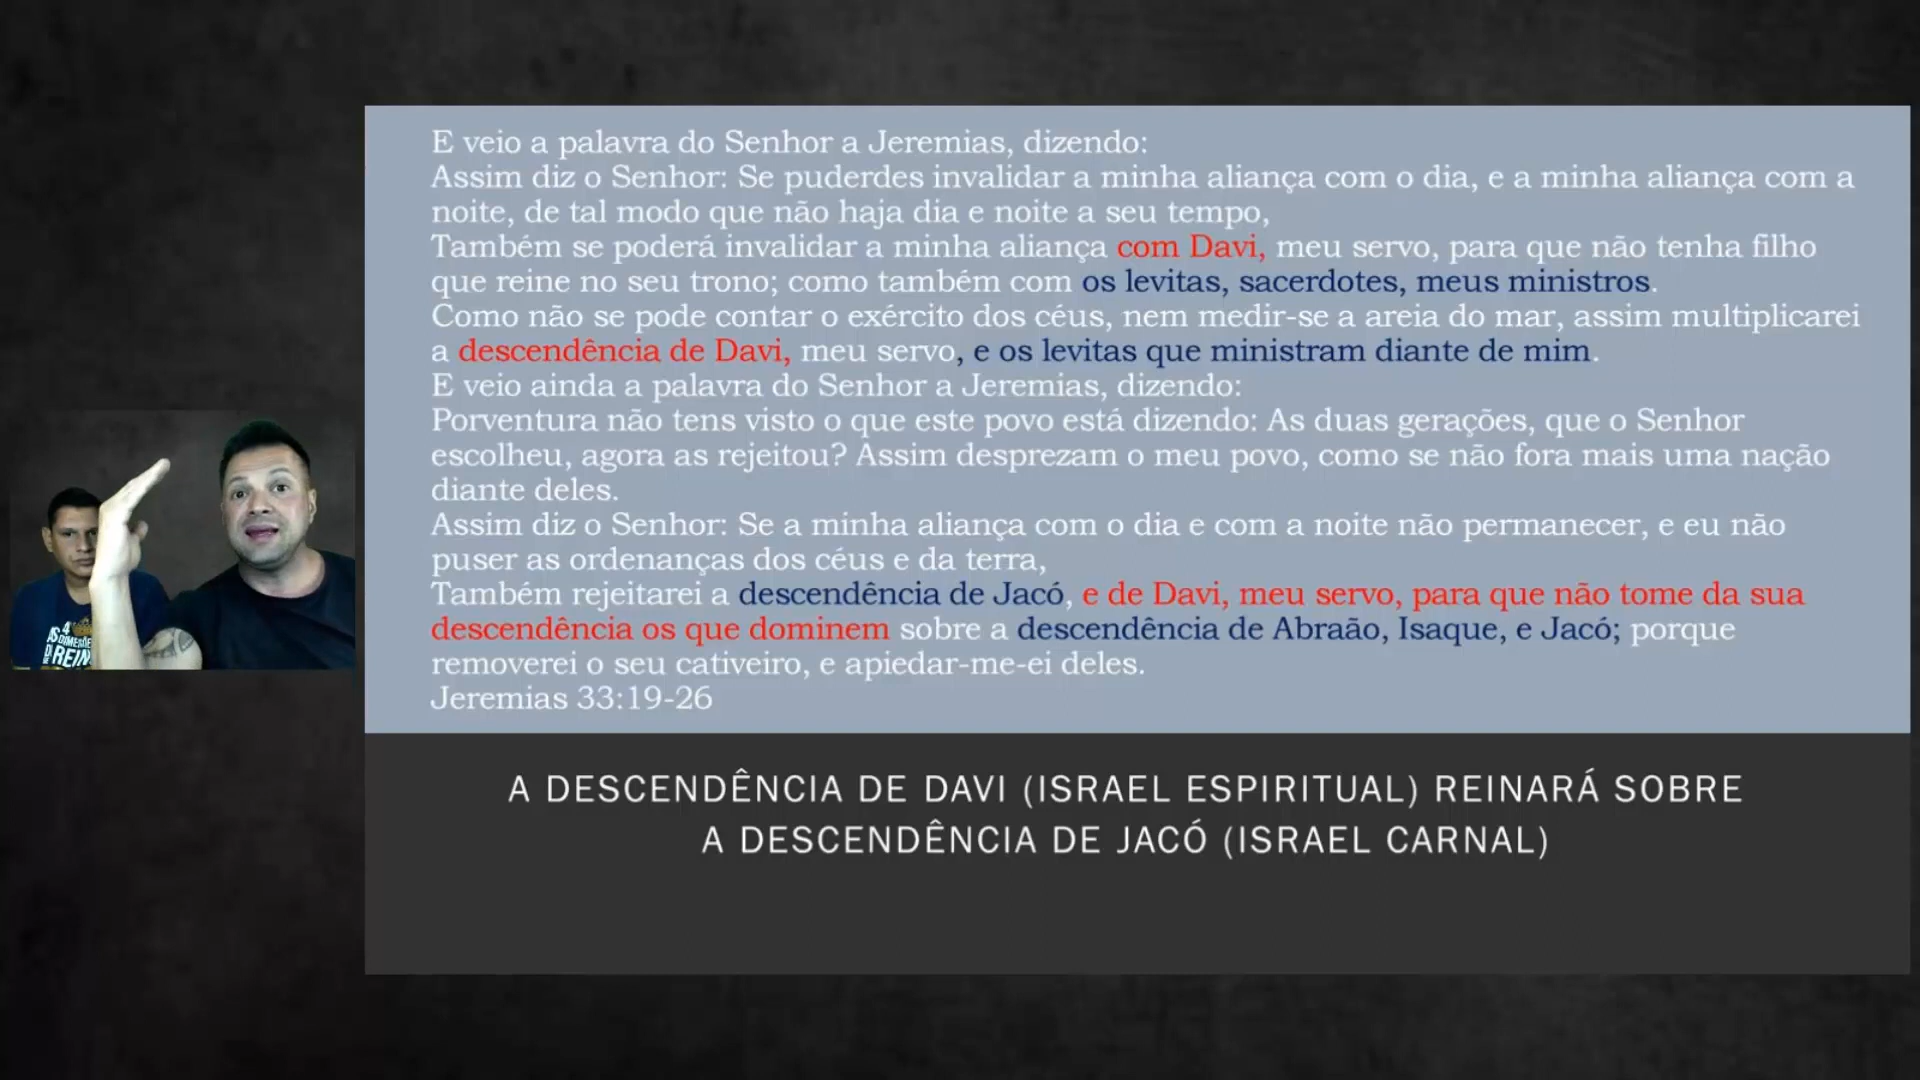 E veio a palavra do Senhor a Jeremias, dizendo:
Assim diz o Senhor: Se puderdes invalidar a minha aliança com o dia, e a minha aliança com a
noite, de tal modo que não haja dia e noite a seu tempo,
Também se poderá invalidar a minha aliança com Davi, meu servo, para que não tenha filho
que reine no seu trono; como também com os levitas, sacerdotes, meus ministros.
Como não se pode contar o exército dos céus, nem medir-se a areia do mar, assim multiplicarei
a descendência de Davi, meu servo, e os levitas que ministram diante de mim.
E veio ainda a palavra do Senhor a Jeremias, dizendo:
Porventura não tens visto o que este povo está dizendo: As duas gerações, que o Senhor
escolheu, agora as rejeitou? Assim desprezam o meu povo, como se não fora mais uma nação
diante deles.
Assim diz o Senhor: Se a minha aliança com o dia e com a noite não permanecer, e eu não
puser as ordenanças dos céus e da terra,
Também rejeitarei a descendência de Jacó, e de Davi, meu servo, para que não tome da sua
descendência os que dominem sobre a descendência de Abraão, Isaque, e Jacó; porque
removerei o seu cativeiro, e apiedar-me-ei deles.
Jeremias 33:19-26
A DESCENDÊNCIA DE DAVI (ISRAEL ESPIRITUAL) REINARÁ SOBRE
A DESCENDÊNCIA DE JACÓ (ISRAEL CARNAL)